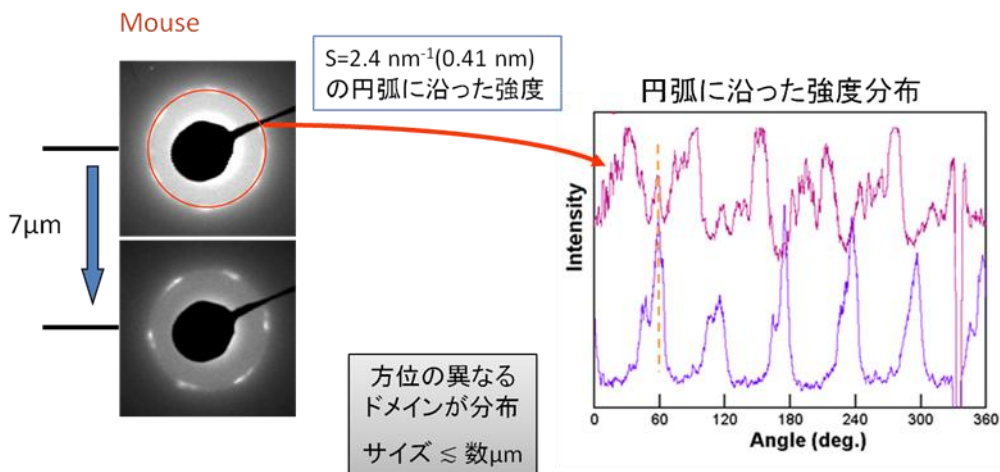 Mouse
S=2.4 nm⁻¹(0.41 nm)
の円弧に沿った強度
7μm
方位の異なる
ドメインが分布
サイズ ≲ 数μm
円弧に沿った強度分布
Intensity
0 60 120 180 240 300 360
Angle (deg.)